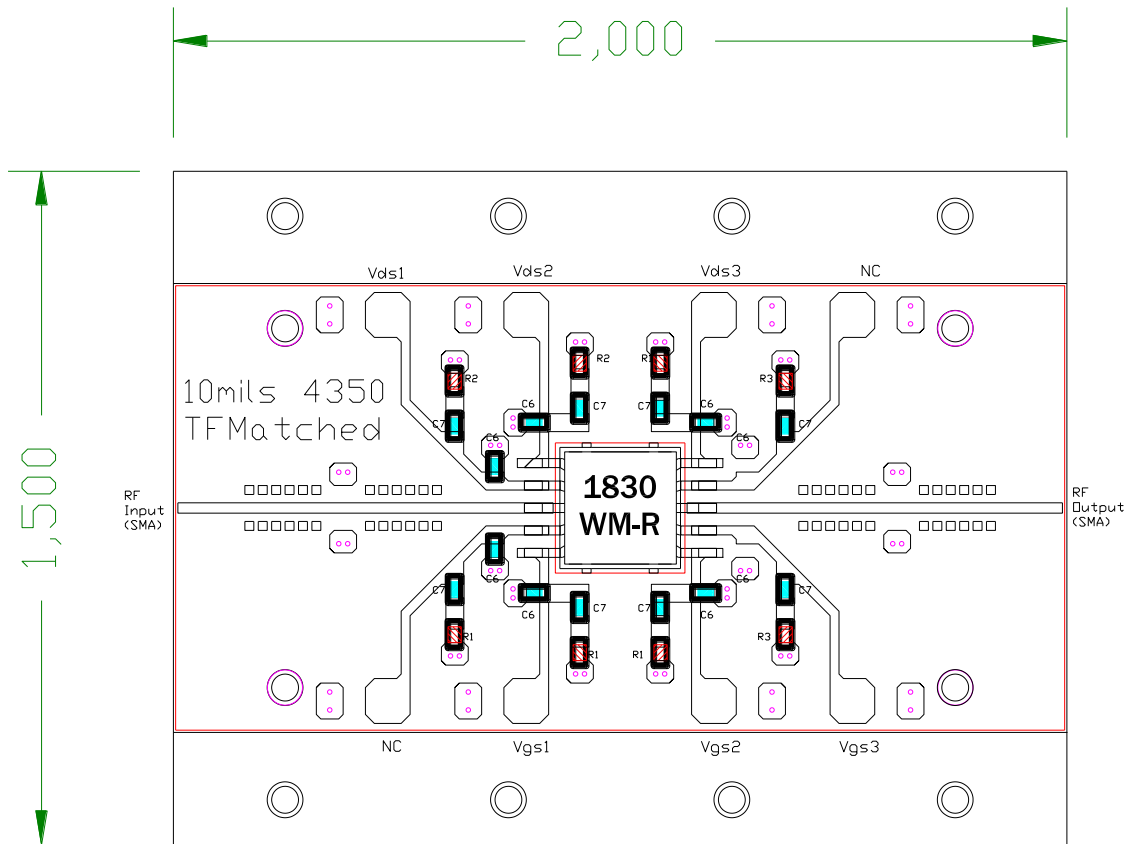 2,000
1,500
Vds1
Vds2
Vds3
NC
10mils 4350
TFMatched
R2
R2
R1
R3
C7
C6
C7
C7
C6
C7
C6
C6
RF
Input
(SMA)
1830
WM-R
RF
Output
(SMA)
C6
C6
C7
C6
C7
C7
C6
C7
R1
R1
R1
R3
NC
Vgs1
Vgs2
Vgs3